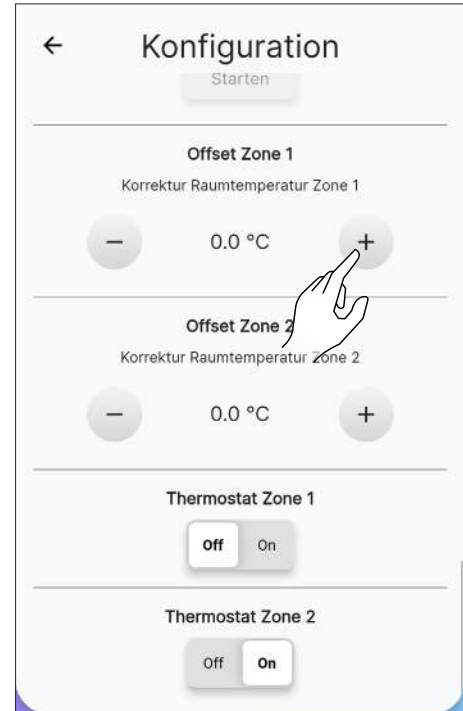 Konfiguration
Starten
Offset Zone 1
Korrektur Raumtemperatur Zone 1
− 0.0 °C +
Offset Zone 2
Korrektur Raumtemperatur Zone 2
− 0.0 °C +
Thermostat Zone 1
Off On
Thermostat Zone 2
Off On